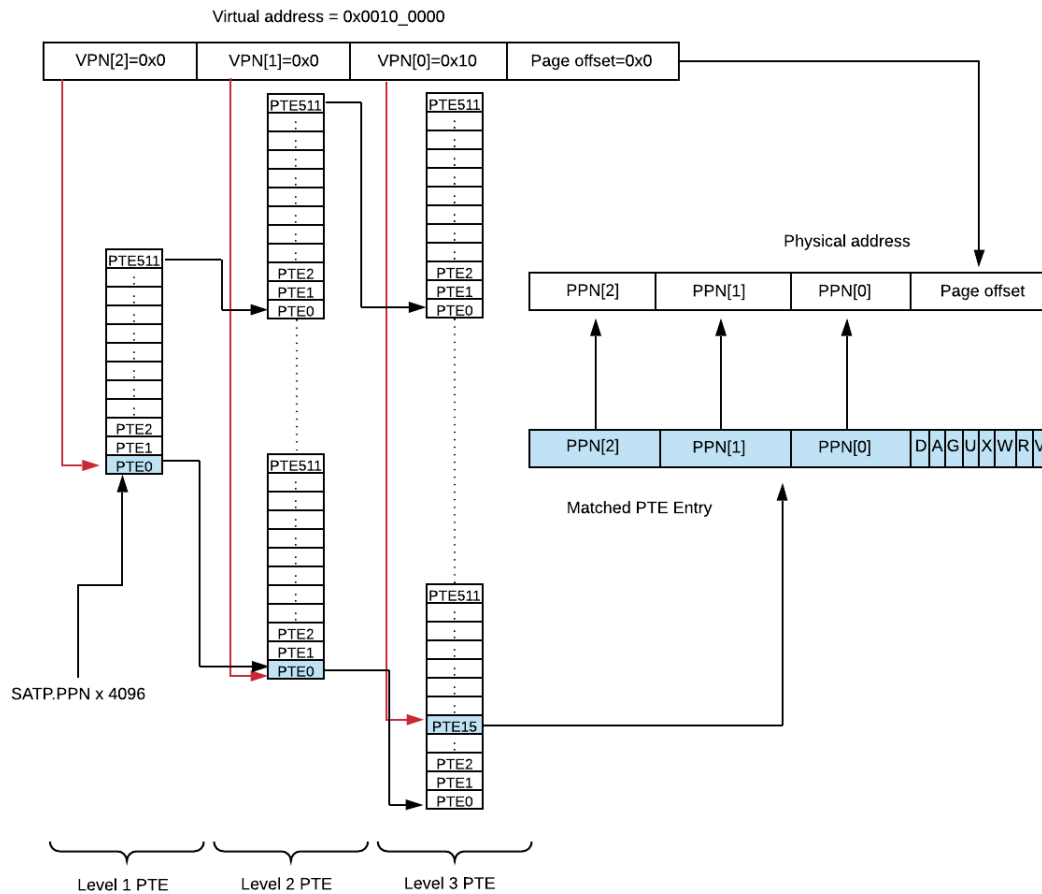 Virtual address = 0x0010_0000
VPN[2]=0x0 VPN[1]=0x0 VPN[0]=0x10 Page offset=0x0
PTE511 PTE511
: :
: :
: :
: :
: :
: :
: :
: :
PTE2 PTE2
PTE1 PTE1
PTE0 PTE0
PTE511
:
:
:
:
:
:
:
:
PTE2
PTE1
PTE0
SATP.PPN x 4096
PTE511
:
:
:
:
:
:
:
:
PTE2
PTE1
PTE0
PTE511
:
:
:
:
:
:
PTE15
:
PTE2
PTE1
PTE0
Physical address
PPN[2] PPN[1] PPN[0] Page offset
PPN[2] PPN[1] PPN[0] D A G U X W R V
Matched PTE Entry
Level 1 PTE Level 2 PTE Level 3 PTE